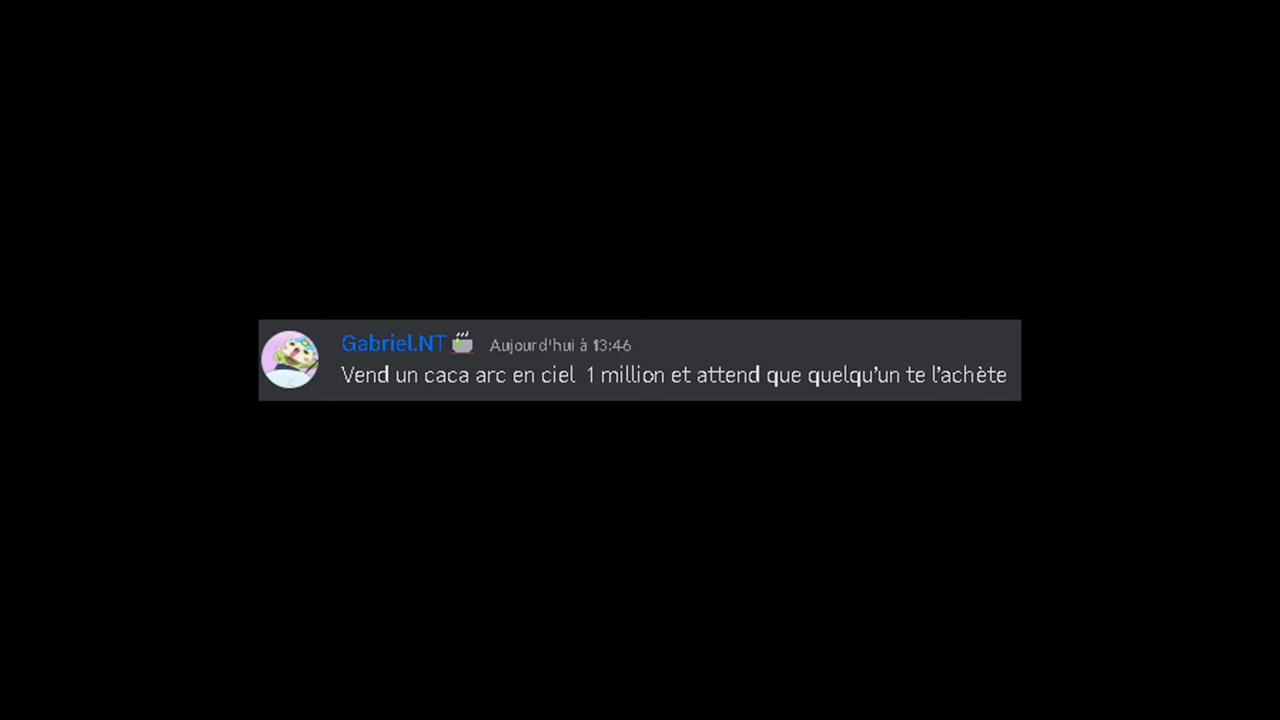 Gabriel.NT Aujourd'hui à 13:46
Vend un caca arc en ciel 1 million et attend que quelqu'un te l'achète